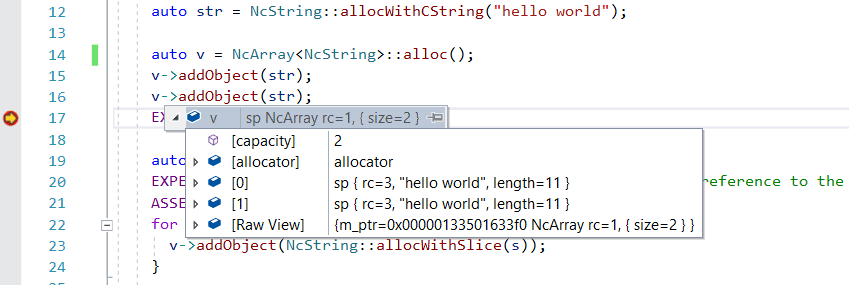 12 auto str = NcString::allocWithCString("hello world");
13
14 auto v = NcArray<NcString>::alloc();
15 v->addObject(str);
16 v->addObject(str);
17 EX v sp NcArray rc=1, { size=2 }
18 [capacity] 2
19 auto [allocator] allocator
20 EXPE [0] sp { rc=3, "hello world", length=11 } reference to the
21 ASSE [1] sp { rc=3, "hello world", length=11 }
22 for [Raw View] {m_ptr=0x00000133501633f0 NcArray rc=1, { size=2 } }
23 v->addObject(NcString::allocWithSlice(s));
24 }